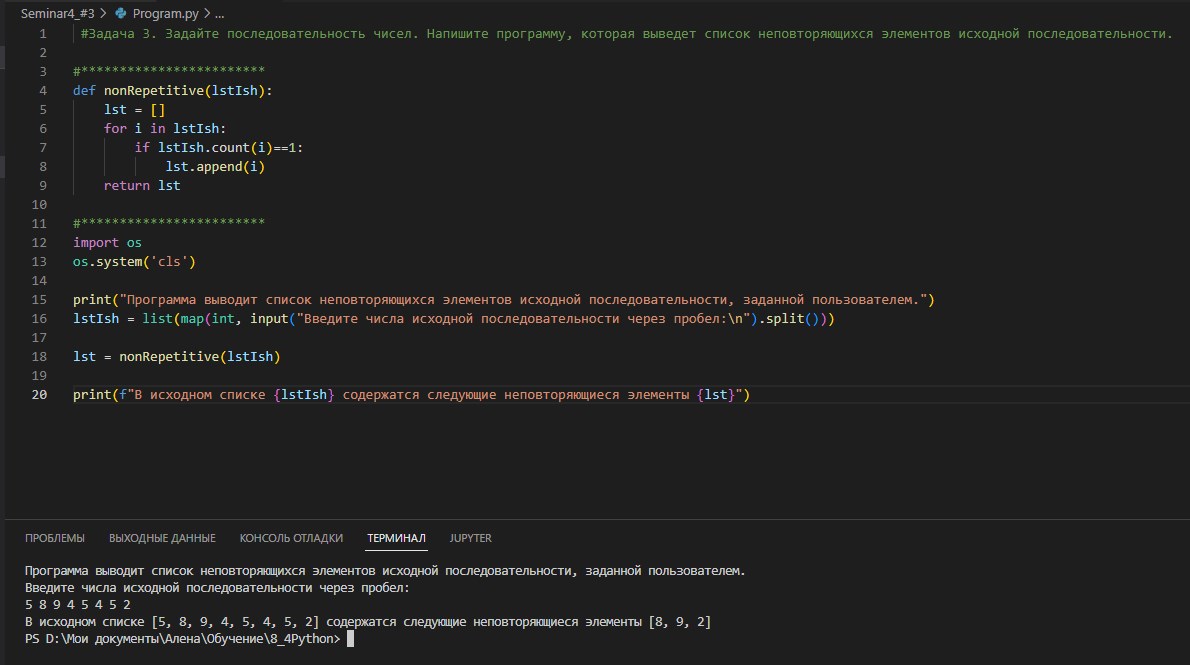 Seminar4_#3 > Program.py > ...
1 #Задача 3. Задайте последовательность чисел. Напишите программу, которая выведет список неповторяющихся элементов исходной последовательности.
2
3 #************************
4 def nonRepetitive(lstIsh):
5     lst = []
6     for i in lstIsh:
7         if lstIsh.count(i)==1:
8             lst.append(i)
9     return lst
10
11 #************************
12 import os
13 os.system('cls')
14
15 print("Программа выводит список неповторяющихся элементов исходной последовательности, заданной пользователем.")
16 lstIsh = list(map(int, input("Введите числа исходной последовательности через пробел:\n").split()))
17
18 lst = nonRepetitive(lstIsh)
19
20 print(f"В исходном списке {lstIsh} содержатся следующие неповторяющиеся элементы {lst}")
ПРОБЛЕМЫ ВЫХОДНЫЕ ДАННЫЕ КОНСОЛЬ ОТЛАДКИ ТЕРМИНАЛ JUPYTER
Программа выводит список неповторяющихся элементов исходной последовательности, заданной пользователем.
Введите числа исходной последовательности через пробел:
5 8 9 4 5 4 5 2
В исходном списке [5, 8, 9, 4, 5, 4, 5, 2] содержатся следующие неповторяющиеся элементы [8, 9, 2]
PS D:\Мои документы\Алена\Обучение\8_4Python>